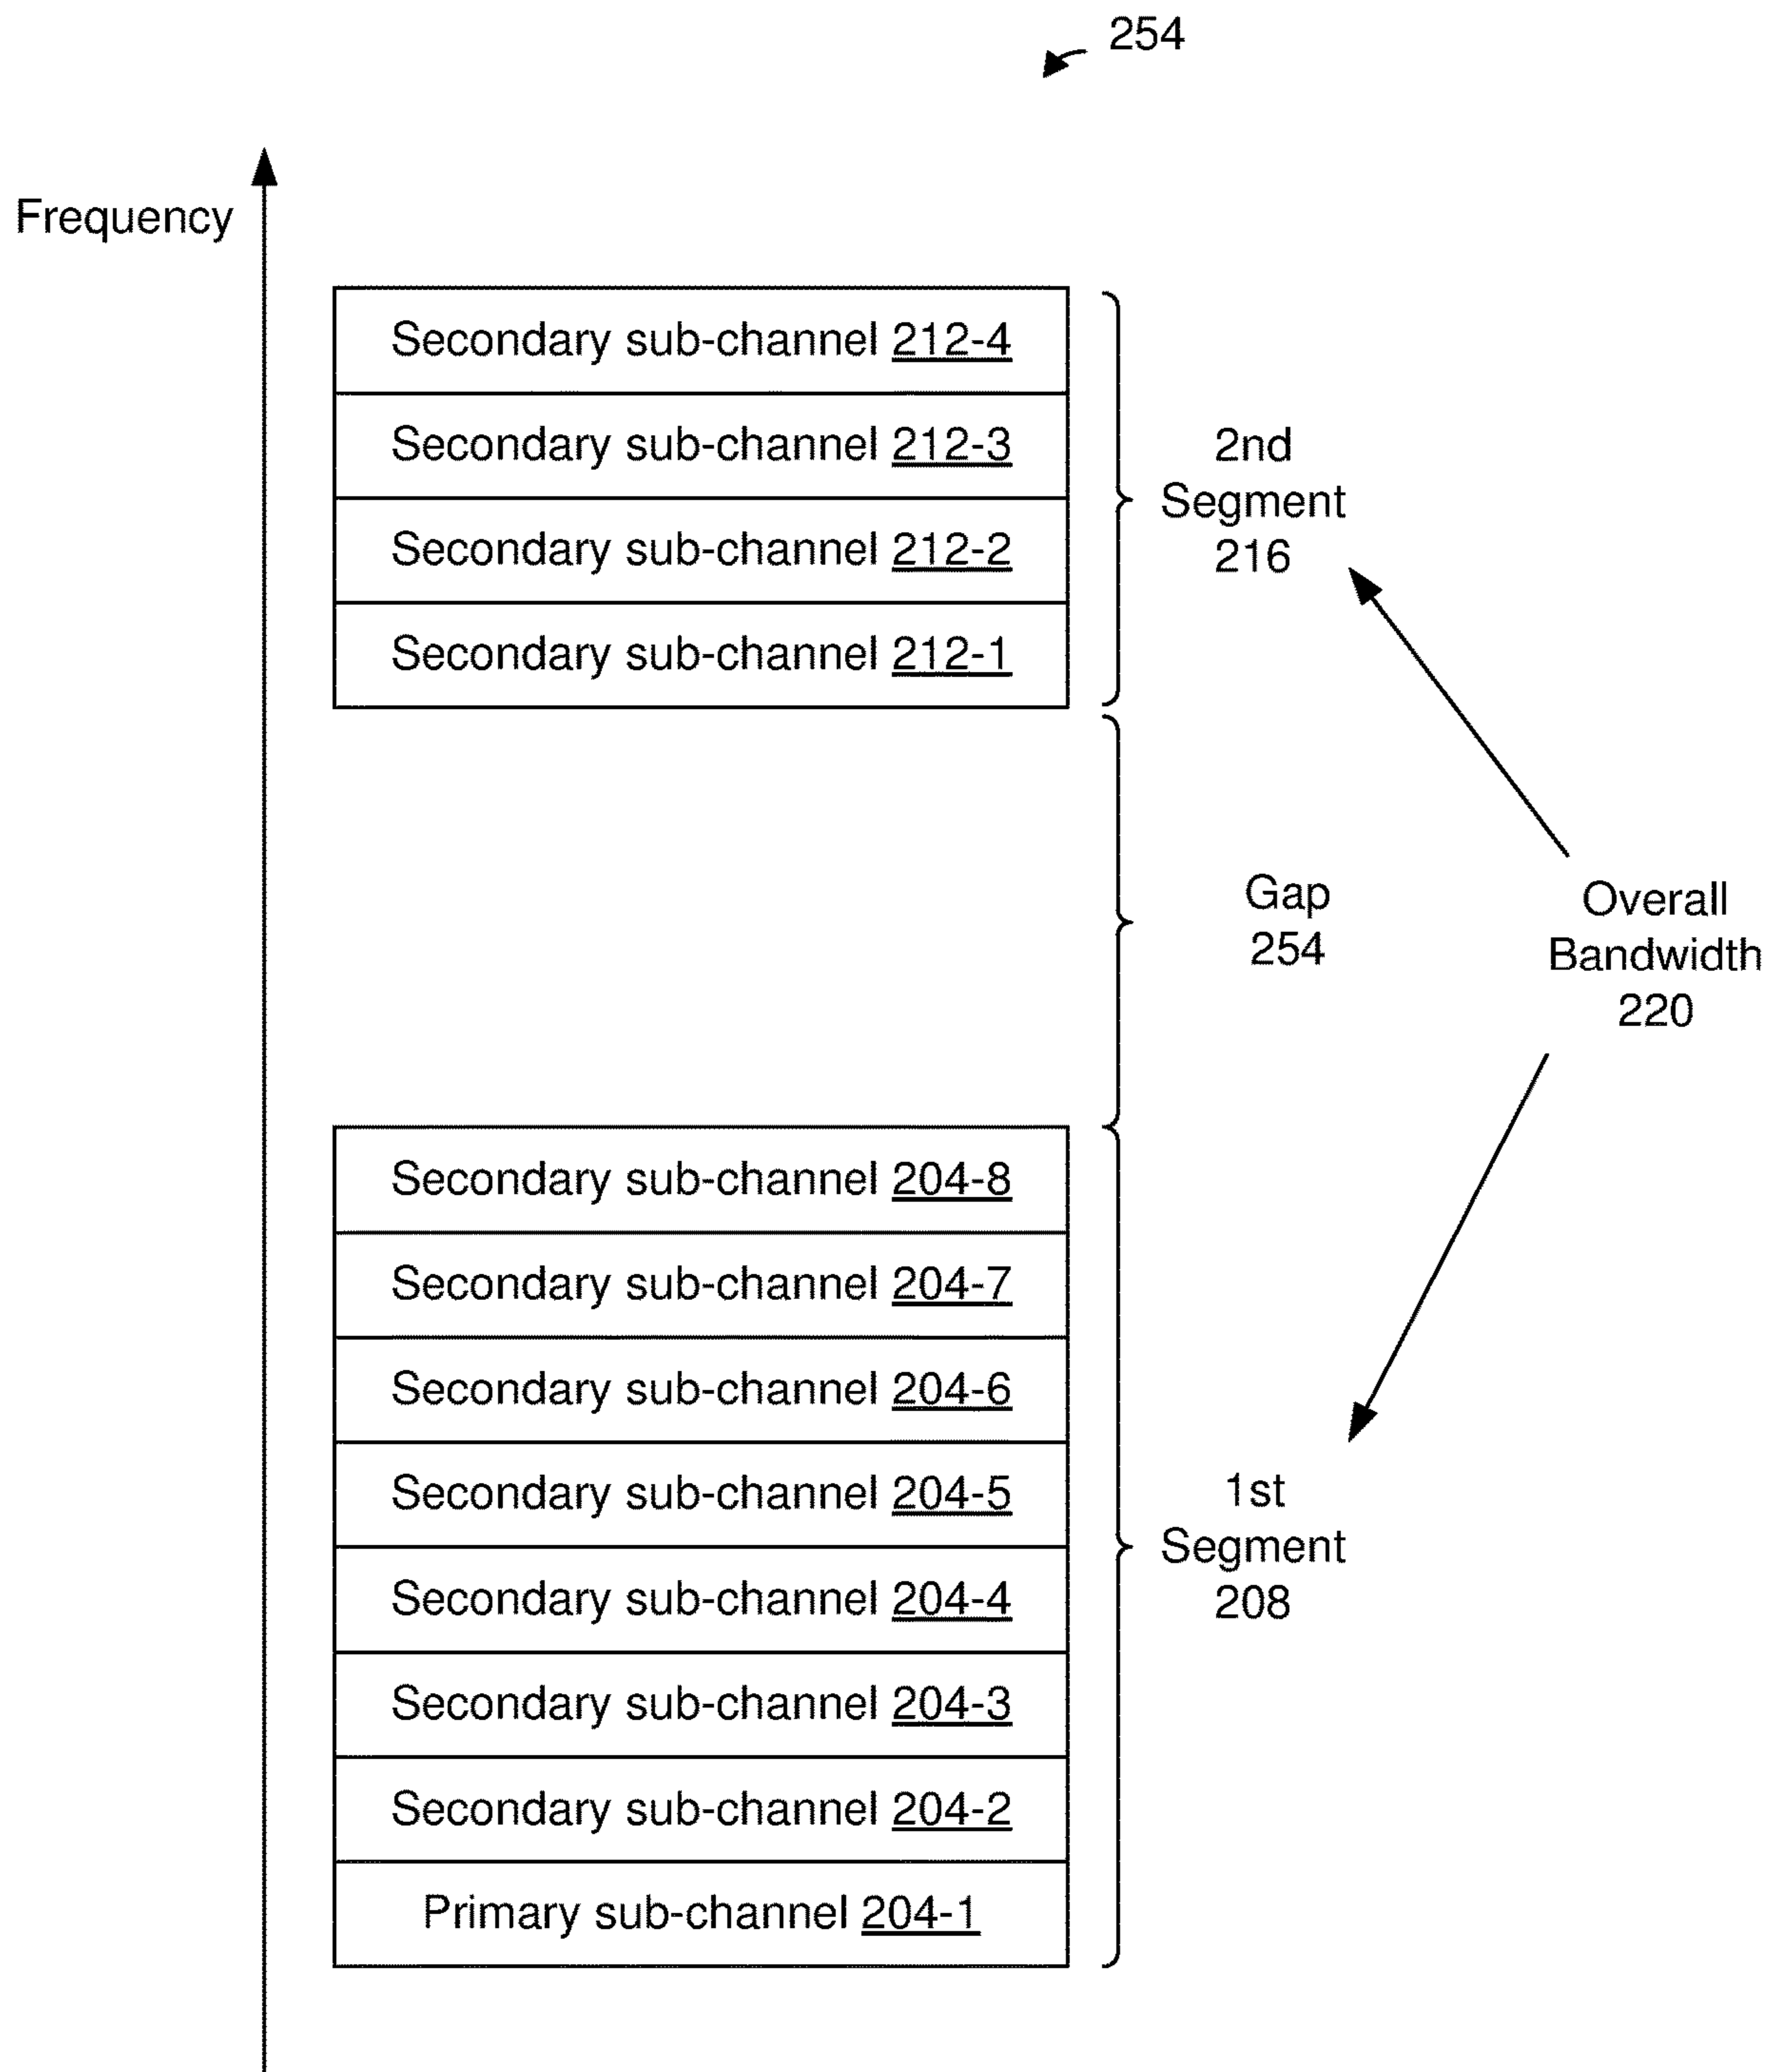 254
Frequency
Secondary sub-channel 212-4
Secondary sub-channel 212-3
Secondary sub-channel 212-2
Secondary sub-channel 212-1
2nd
Segment
216
Gap
254
Overall
Bandwidth
220
Secondary sub-channel 204-8
Secondary sub-channel 204-7
Secondary sub-channel 204-6
Secondary sub-channel 204-5
Secondary sub-channel 204-4
Secondary sub-channel 204-3
Secondary sub-channel 204-2
Primary sub-channel 204-1
1st
Segment
208